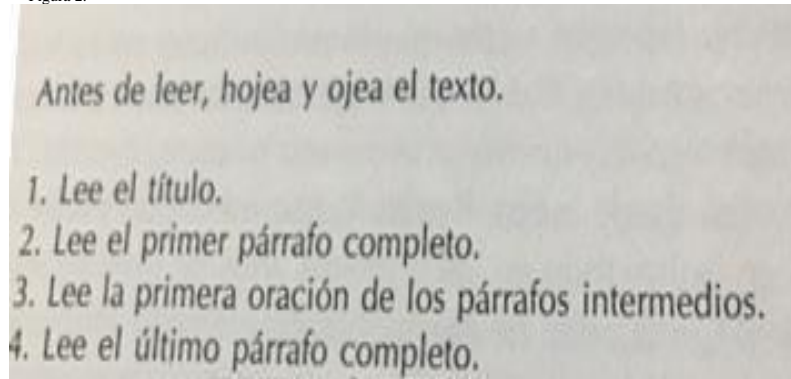 Antes de leer, hojea y ojea el texto.
1. Lee el título.
2. Lee el primer párrafo completo.
3. Lee la primera oración de los párrafos intermedios.
4. Lee el último párrafo completo.